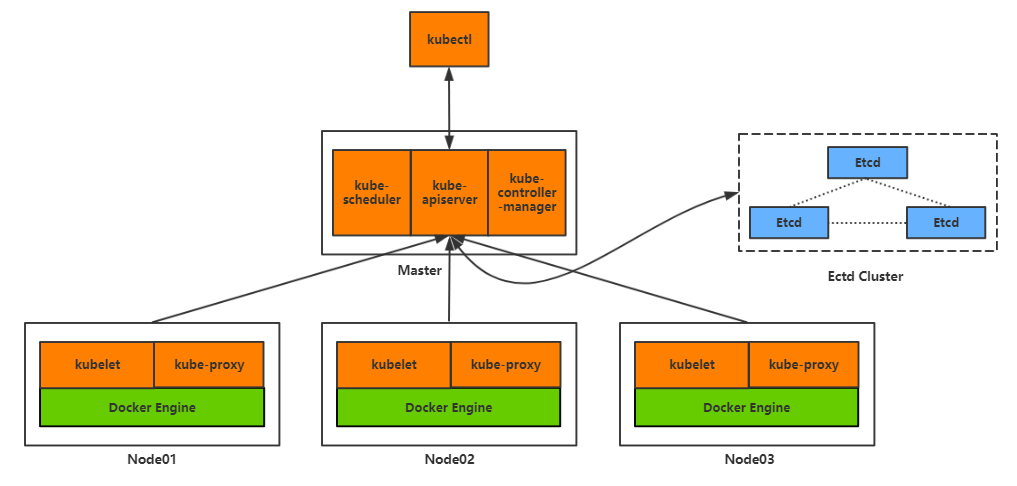 kubectl
kube-
scheduler
kube-
apiserver
kube-
controller
-manager
Master
Etcd
Etcd
Etcd
Ectd Cluster
kubelet
kube-proxy
Docker Engine
Node01
kubelet
kube-proxy
Docker Engine
Node02
kubelet
kube-proxy
Docker Engine
Node03